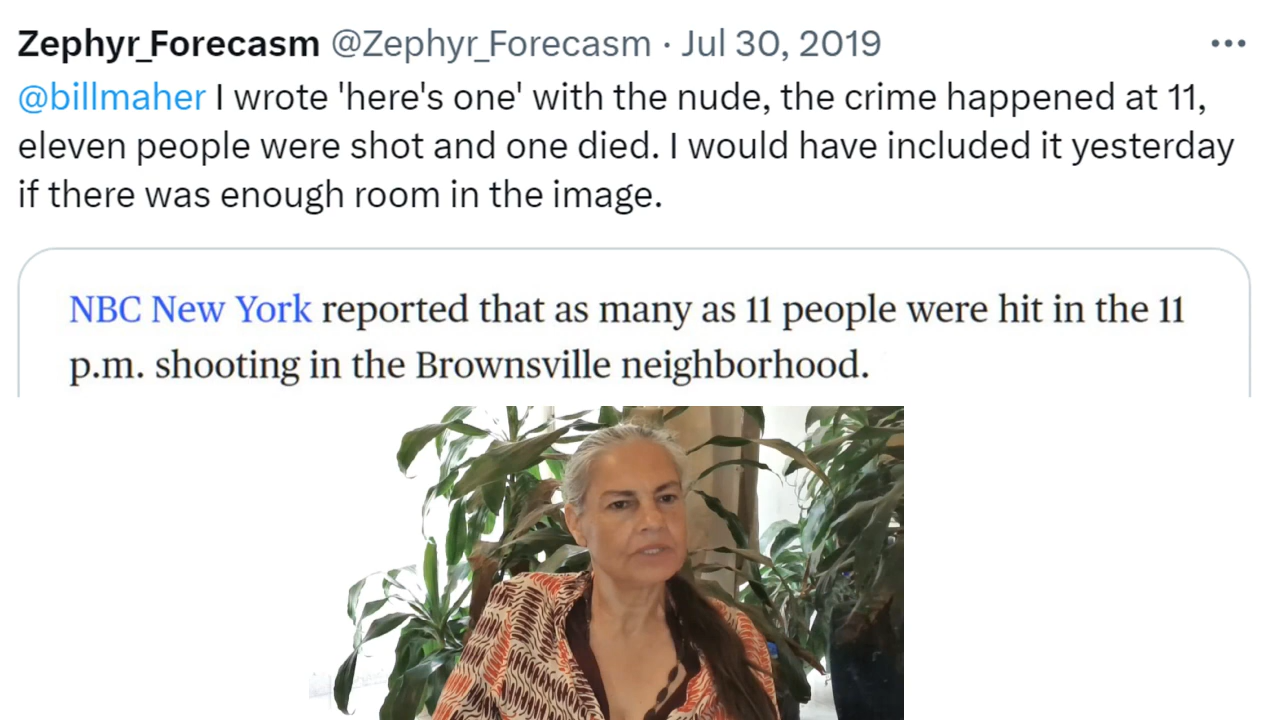 Zephyr_Forecasm @Zephyr_Forecasm · Jul 30, 2019
@billmaher I wrote 'here's one' with the nude, the crime happened at 11,
eleven people were shot and one died. I would have included it yesterday
if there was enough room in the image.
NBC New York reported that as many as 11 people were hit in the 11
p.m. shooting in the Brownsville neighborhood.